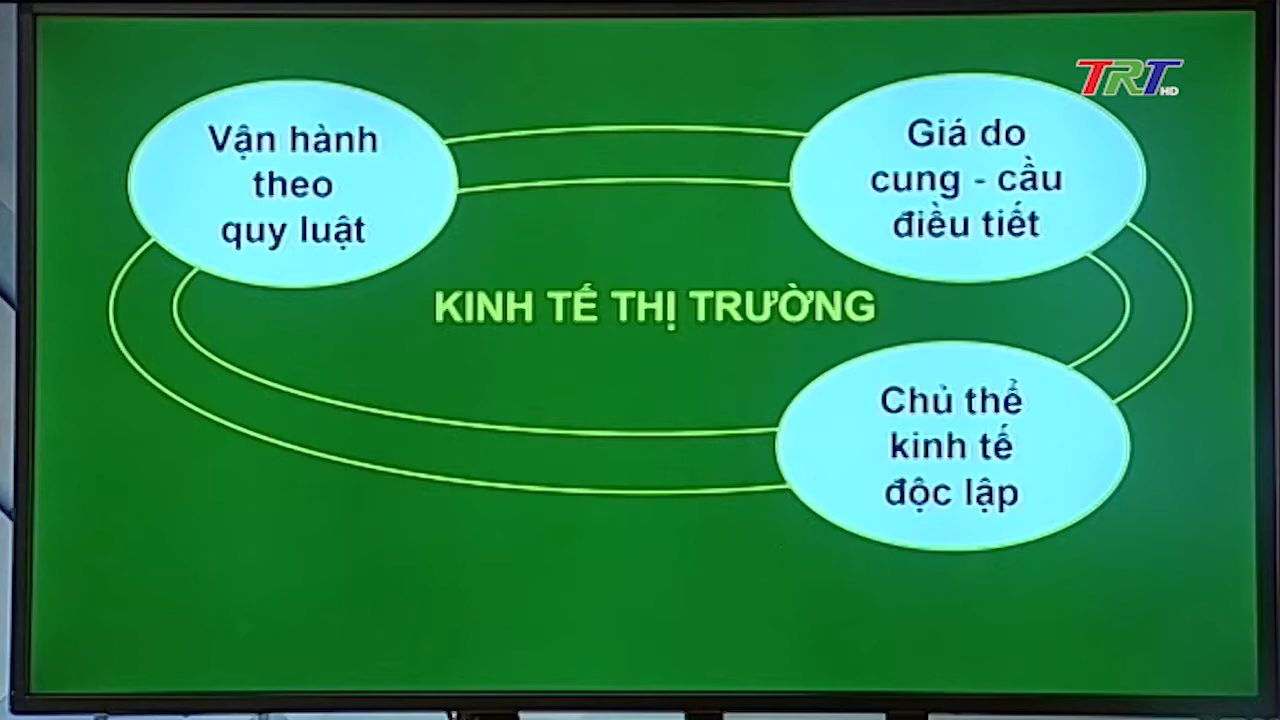 TRT HD
Vận hành
theo
quy luật
Giá do
cung - cầu
điều tiết
KINH TẾ THỊ TRƯỜNG
Chủ thể
kinh tế
độc lập